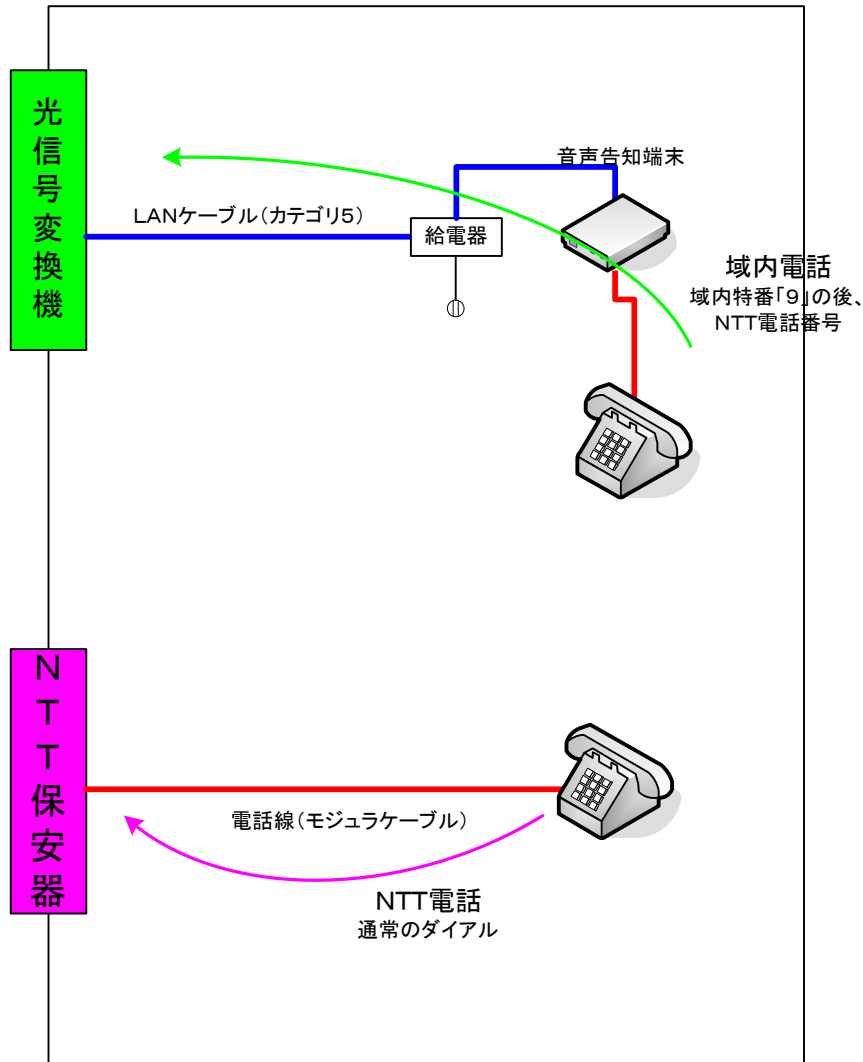 光信号変換機
音声告知端末
LANケーブル(カテゴリ5)
給電器
域内電話
域内特番「9」の後、
NTT電話番号
NTT保安器
電話線(モジュラケーブル)
NTT電話
通常のダイアル